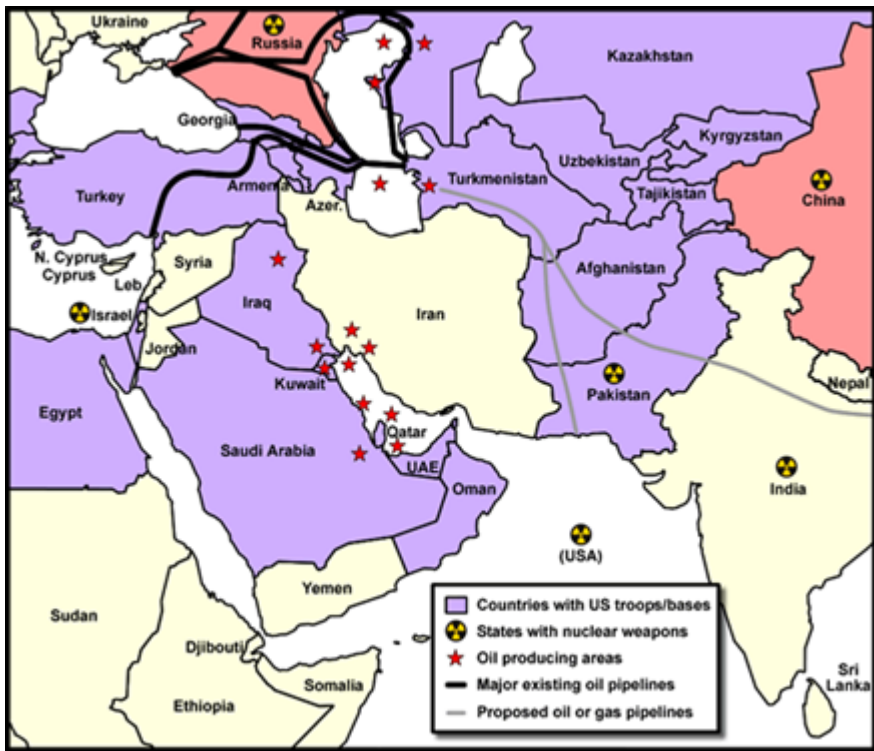 Ukraine
Russia
Kazakhstan
Georgia
Kyrgyzstan
Uzbekistan
Turkmenistan
Tajikistan
Armenia
Turkey
Azer.
China
N. Cyprus
Cyprus
Syria
Afghanistan
Leb.
Iraq
Iran
Israel
Jordan
Kuwait
Nepal
Pakistan
Egypt
Qatar
Saudi Arabia
UAE
Oman
India
(USA)
Yemen
Sudan
Djibouti
Somalia
Ethiopia
Sri
Lanka
Countries with US troops/bases
States with nuclear weapons
Oil producing areas
Major existing oil pipelines
Proposed oil or gas pipelines